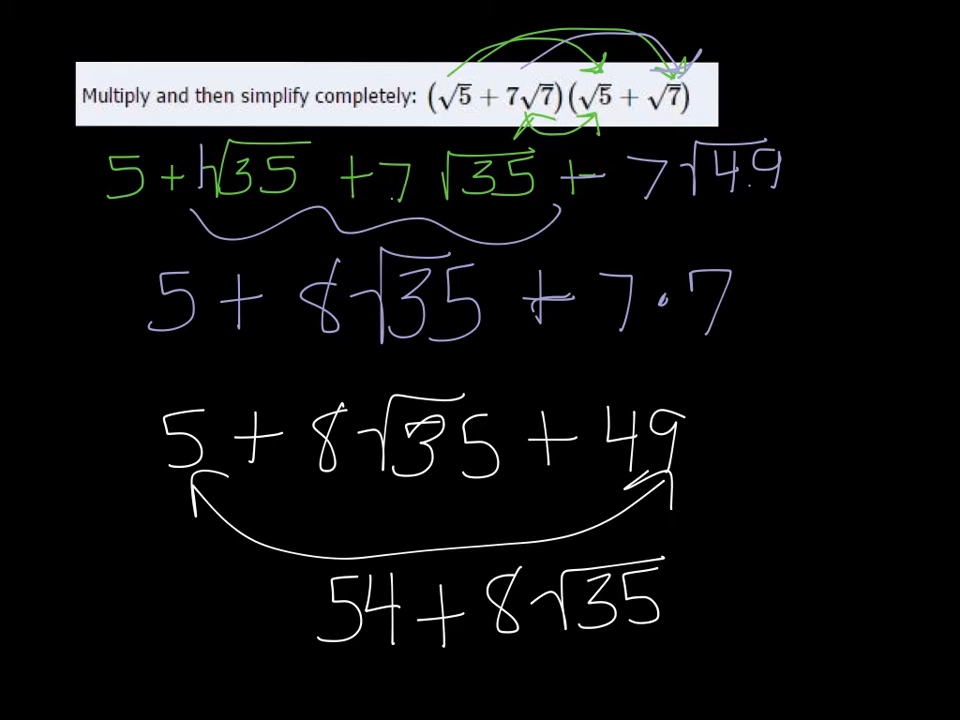 Multiply and then simplify completely: (√5 + 7√7)(√5 + √7)
5 + 1√35 + 7√35 + 7√49
5 + 8√35 + 7·7
5 + 8√35 + 49
54 + 8√35